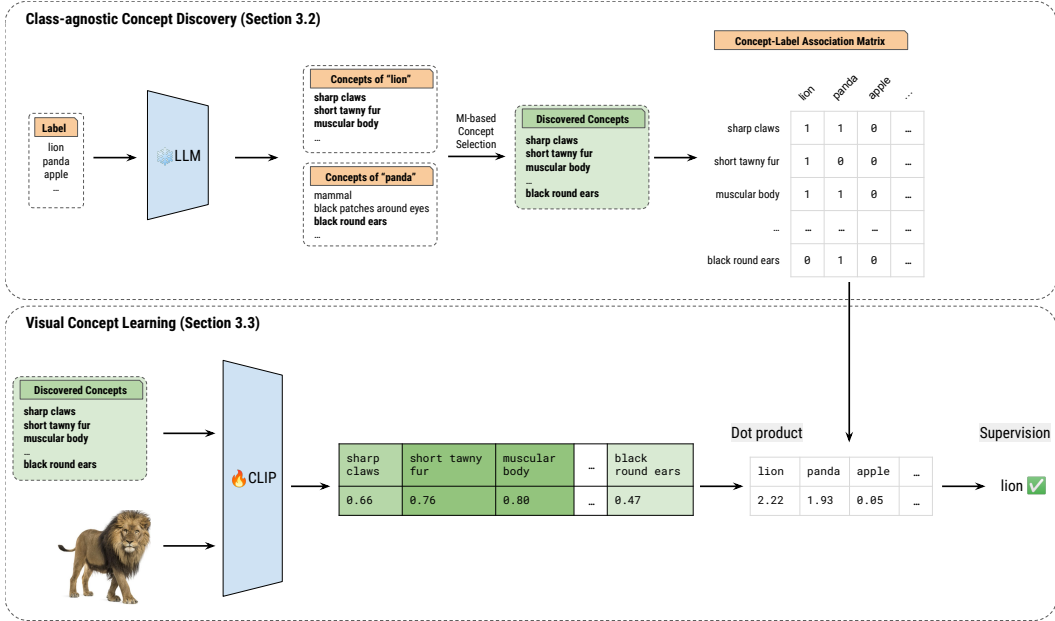 Class-agnostic Concept Discovery (Section 3.2)
Label
lion
panda
apple
...
LLM
Concepts of "lion"
sharp claws
short tawny fur
muscular body
...
Concepts of "panda"
mammal
black patches around eyes
black round ears
...
MI-based
Concept
Selection
Discovered Concepts
sharp claws
short tawny fur
muscular body
...
black round ears
Concept-Label Association Matrix
lion panda apple ...
sharp claws 1 1 0 ...
short tawny fur 1 0 0 ...
muscular body 1 1 0 ...
... ... ... ... ...
black round ears 0 1 0 ...
Visual Concept Learning (Section 3.3)
Discovered Concepts
sharp claws
short tawny fur
muscular body
...
black round ears
CLIP
sharp short tawny muscular ... black
claws fur body round ears
0.66 0.76 0.80 ... 0.47
Dot product
lion panda apple ...
2.22 1.93 0.05 ...
Supervision
lion ✅